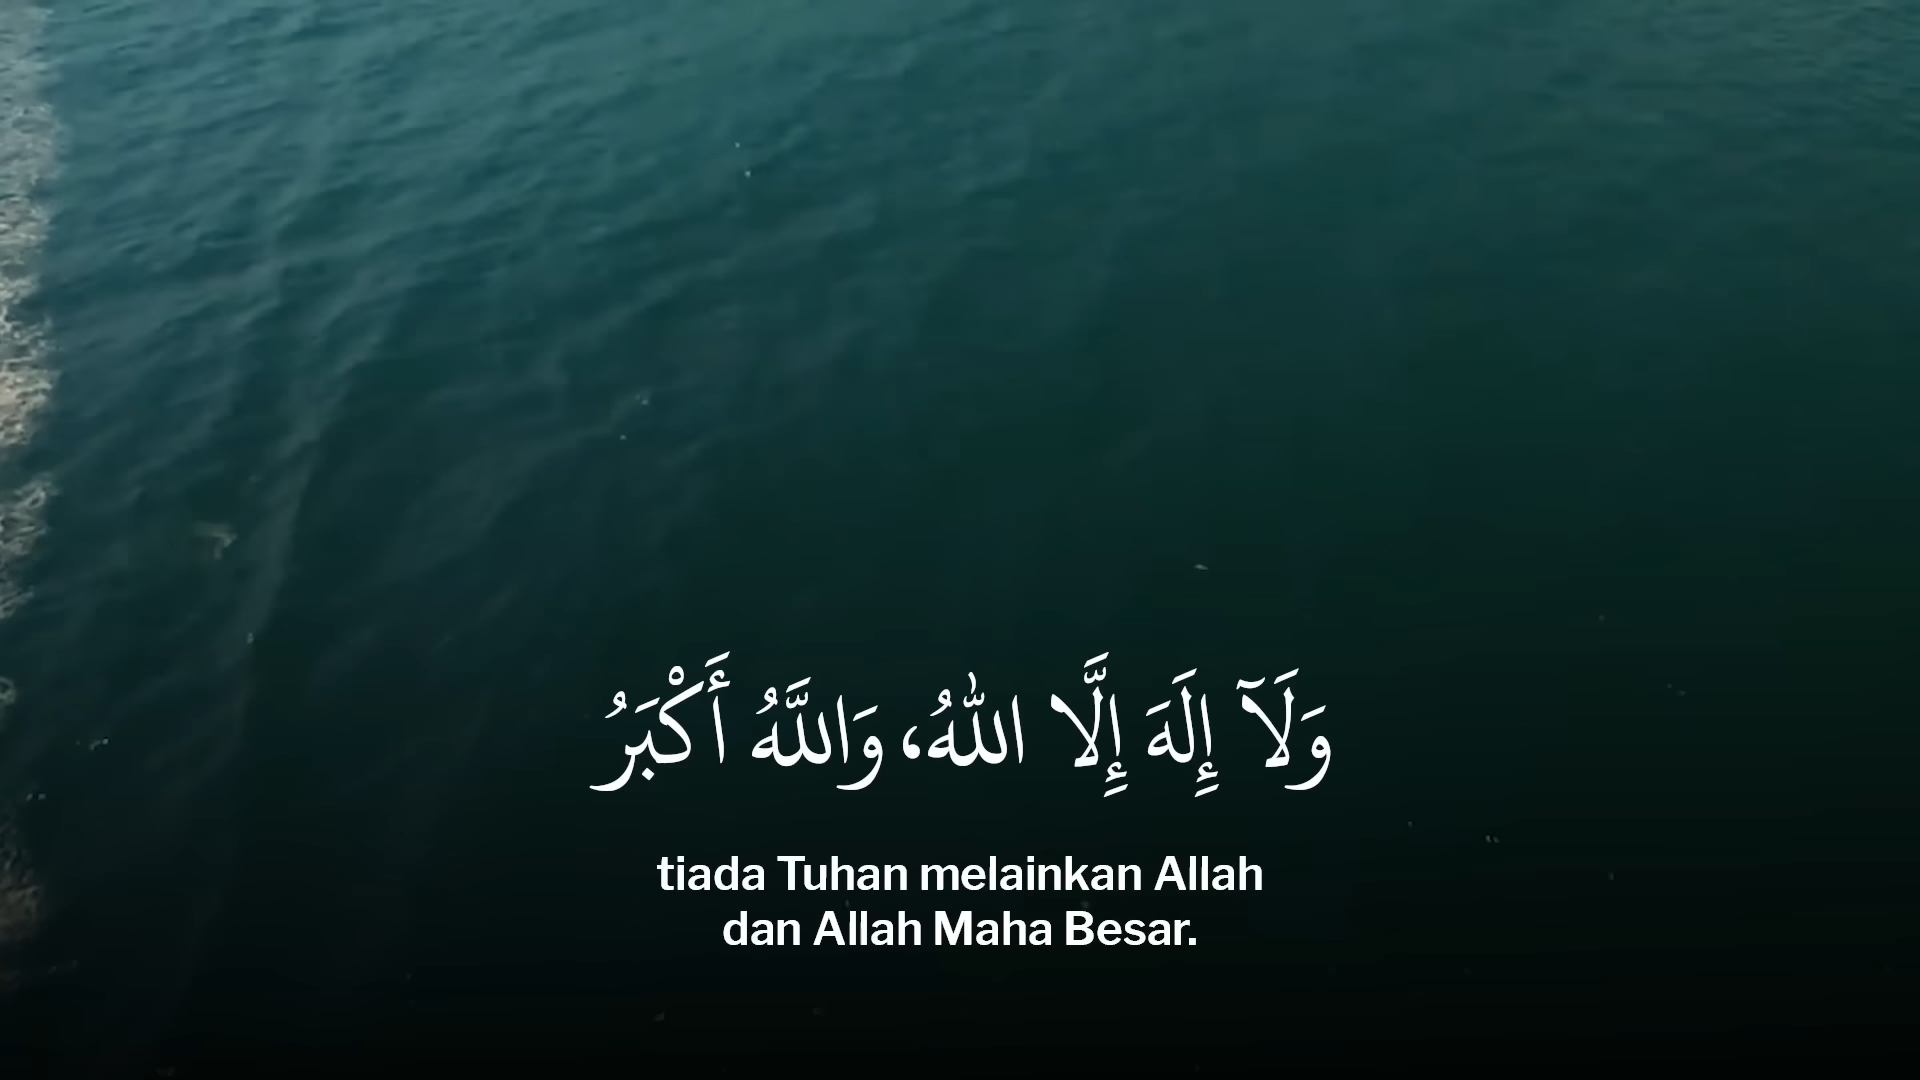 وَلَآ إِلَهَ إِلَّا اللهُ، وَاللَّهُ أَكْبَرُ
tiada Tuhan melainkan Allah
dan Allah Maha Besar.